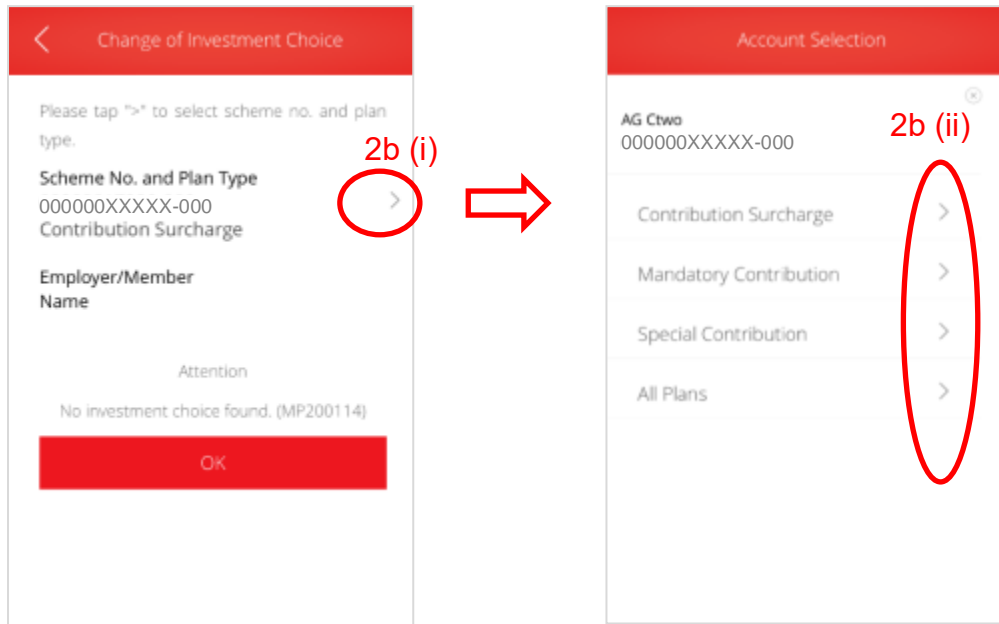 Change of Investment Choice
Please tap ">" to select scheme no. and plan
type.
2b (i)
Scheme No. and Plan Type
000000XXXXX-000
Contribution Surcharge
Employer/Member
Name
Attention
No investment choice found. (MP200114)
OK
Account Selection
AG Ctwo
000000XXXXX-000
2b (ii)
Contribution Surcharge
Mandatory Contribution
Special Contribution
All Plans